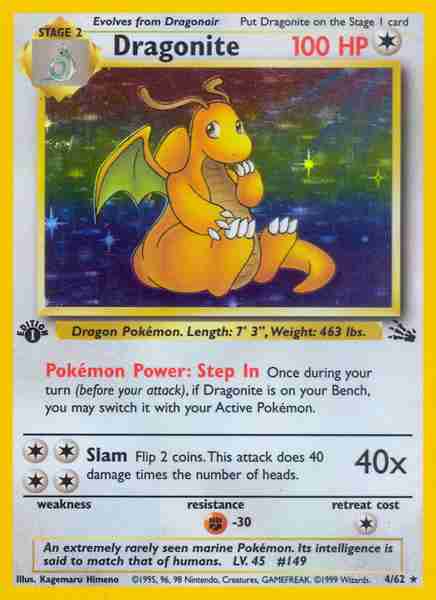 Evolves from Dragonair
Put Dragonite on the Stage 1 card
STAGE 2
Dragonite
100 HP
EDITION
1
Dragon Pokémon. Length: 7' 3", Weight: 463 lbs.
Pokémon Power: Step In Once during your
turn (before your attack), if Dragonite is on your Bench,
you may switch it with your Active Pokémon.
Slam Flip 2 coins. This attack does 40
damage times the number of heads.
40x
weakness
resistance
retreat cost
-30
An extremely rarely seen marine Pokémon. Its intelligence is
said to match that of humans. LV. 45 #149
Illus. Kagemaru Himeno
©1995, 96, 98 Nintendo, Creatures, GAMEFREAK. ©1999 Wizards.
4/62 ★